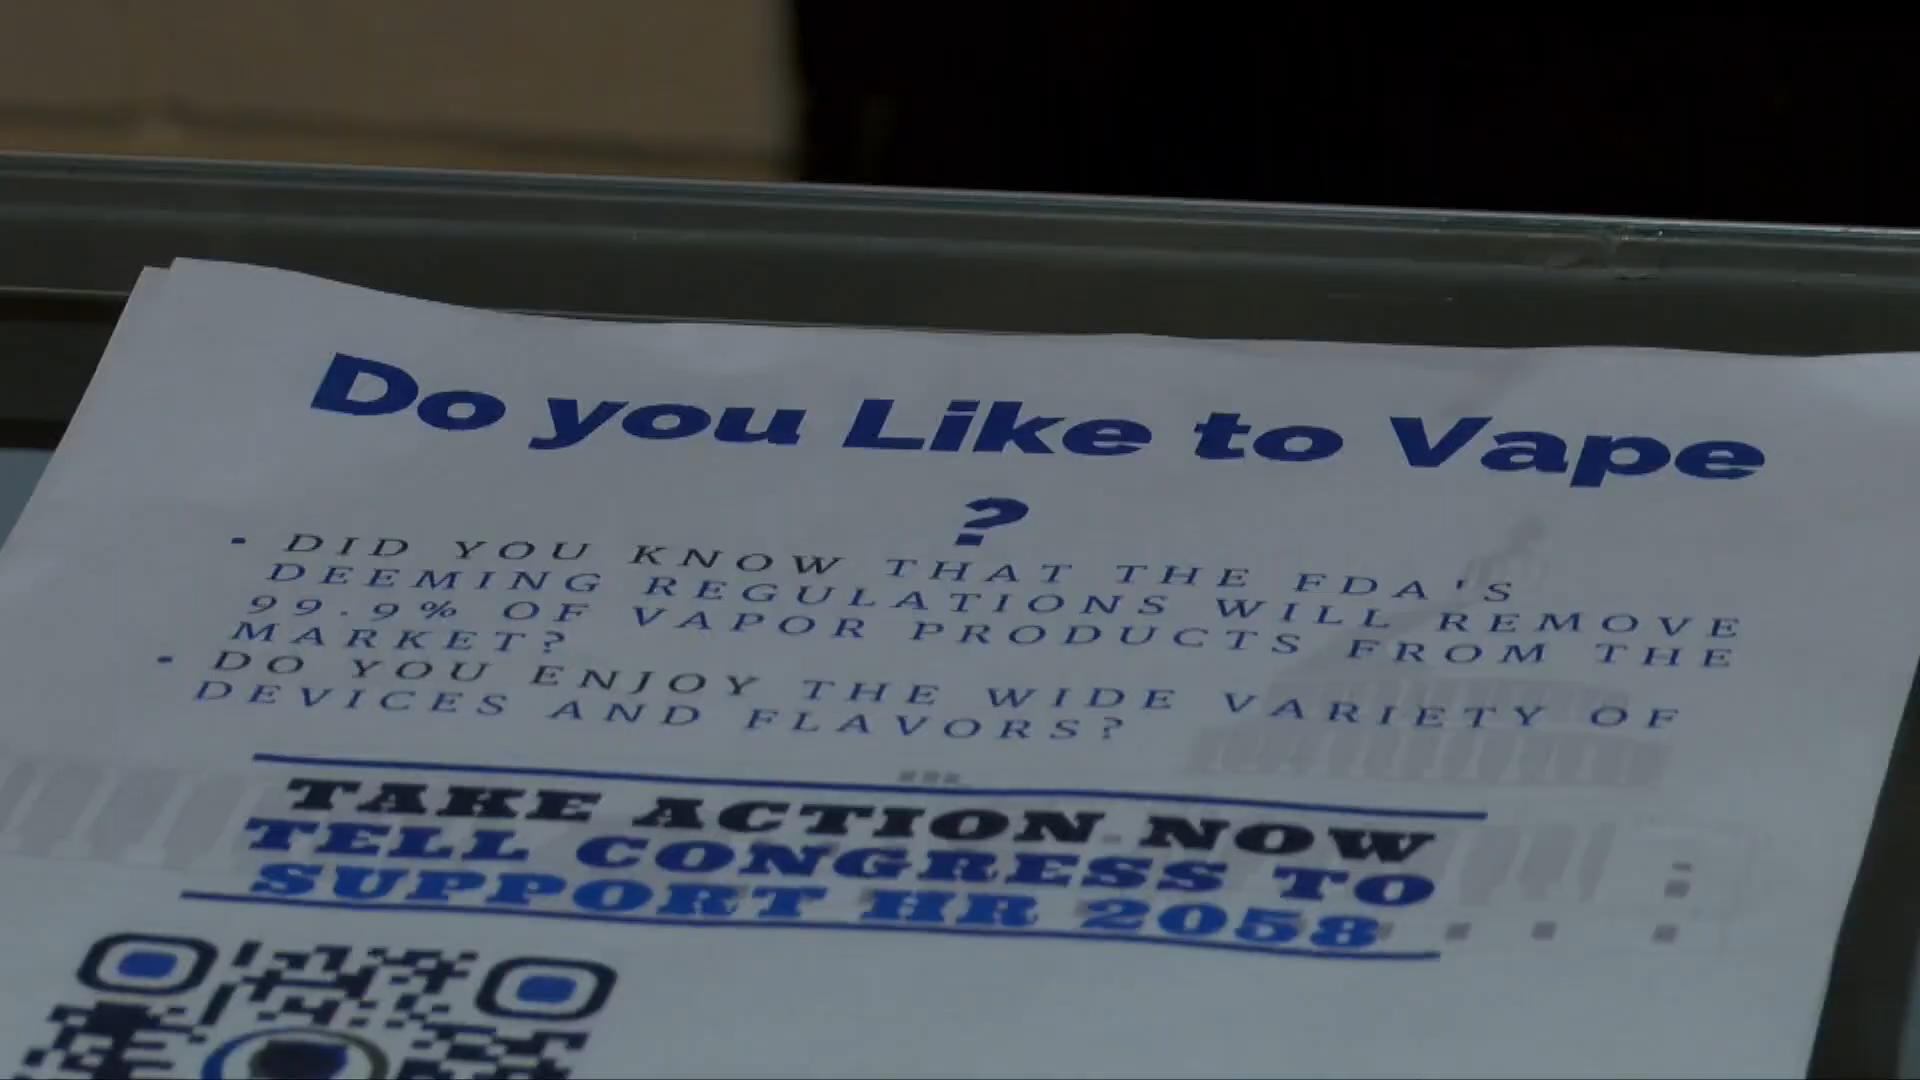 Do you Like to Vape
?
• DID YOU KNOW THAT THE FDA'S
DEEMING REGULATIONS WILL REMOVE
99.9% OF VAPOR PRODUCTS FROM THE
MARKET?
• DO YOU ENJOY THE WIDE VARIETY OF
DEVICES AND FLAVORS?
TAKE ACTION NOW
TELL CONGRESS TO
SUPPORT HR 2058